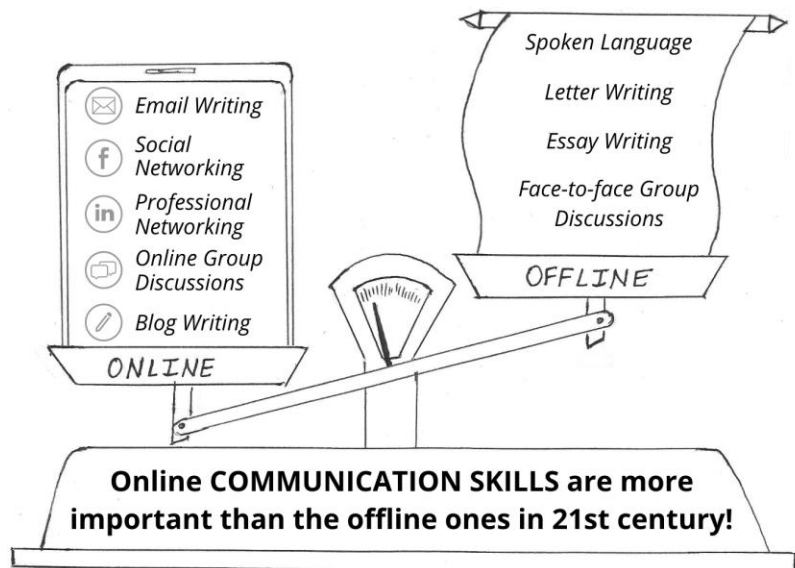 Email Writing
Social
Networking
Professional
Networking
Online Group
Discussions
Blog Writing
ONLINE
Spoken Language
Letter Writing
Essay Writing
Face-to-face Group
Discussions
OFFLINE
Online COMMUNICATION SKILLS are more
important than the offline ones in 21st century!